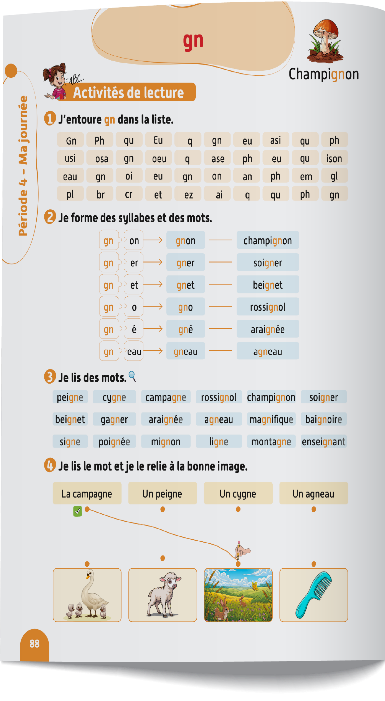 gn
Champignon
ABC
Activités de lecture
Période 4 - Ma journée
1 J'entoure gn dans la liste.
Gn Ph qu Eu q gn eu asi qu ph
usi osa gn oeu q ase ph eu qu ison
eau gn oi eu gn on an ph em gl
pl br cr et ez ai q qu ph gn
2 Je forme des syllabes et des mots.
gn on gnon champignon
gn er gner soigner
gn et gnet beignet
gn o gno rossignol
gn é gné araignée
gn eau gneau agneau
3 Je lis des mots.
peigne cygne campagne rossignol champignon soigner
beignet gagner araignée agneau magnifique baignoire
signe poignée mignon ligne montagne enseignant
4 Je lis le mot et je le relie à la bonne image.
La campagne Un peigne Un cygne Un agneau
88